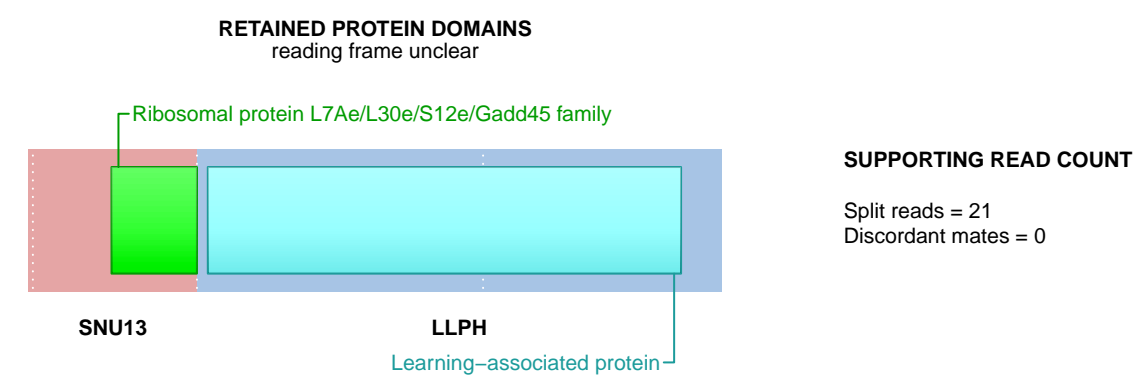 RETAINED PROTEIN DOMAINS
reading frame unclear
Ribosomal protein L7Ae/L30e/S12e/Gadd45 family
SUPPORTING READ COUNT
Split reads = 21
Discordant mates = 0
SNU13
LLPH
Learning−associated protein